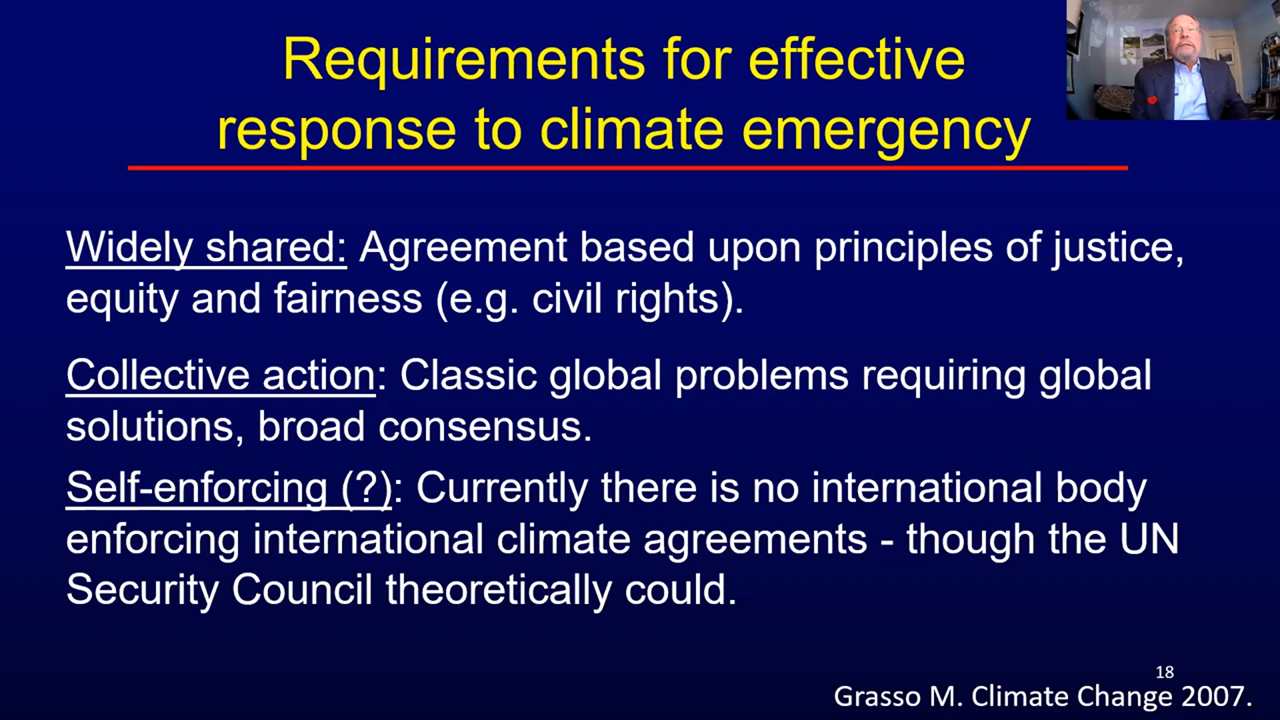 Requirements for effective
response to climate emergency
Widely shared: Agreement based upon principles of justice,
equity and fairness (e.g. civil rights).
Collective action: Classic global problems requiring global
solutions, broad consensus.
Self-enforcing (?): Currently there is no international body
enforcing international climate agreements - though the UN
Security Council theoretically could.
18
Grasso M. Climate Change 2007.